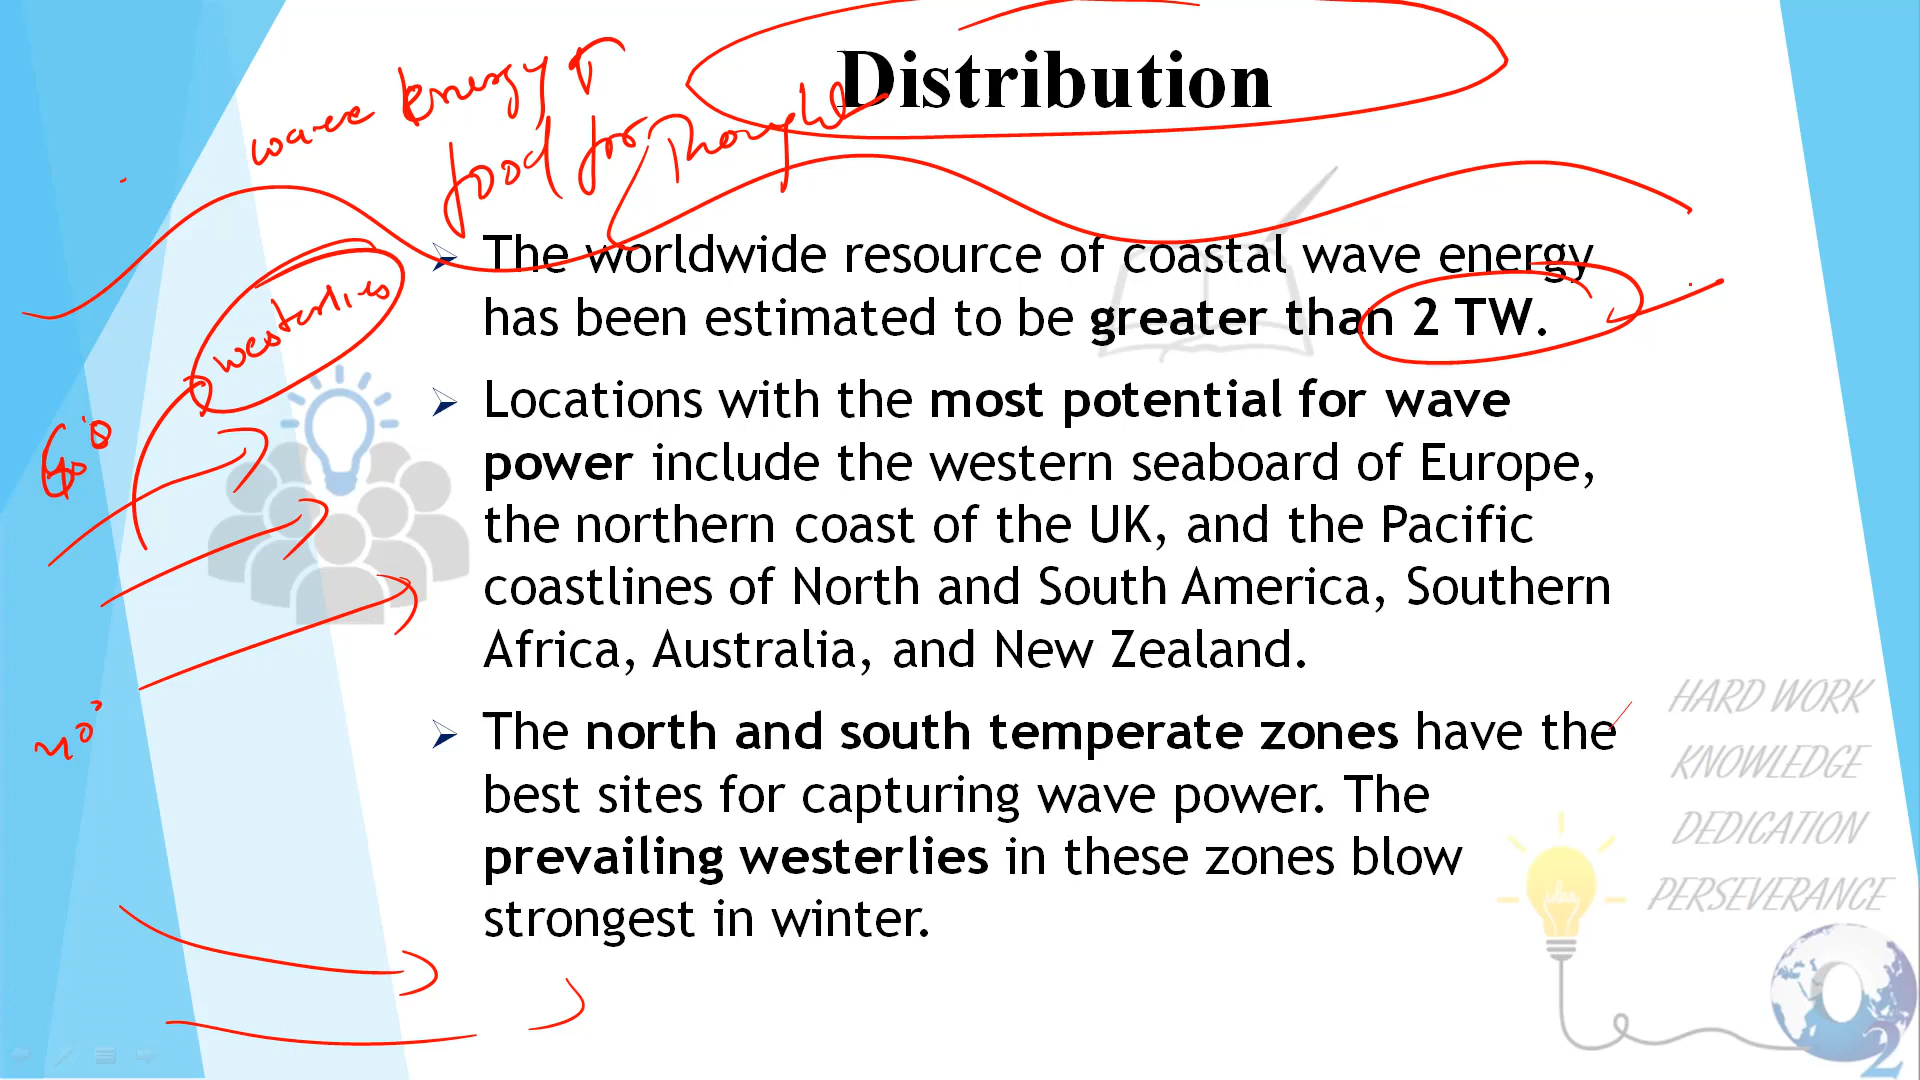 Distribution
wave energy
food for Thought
➢ The worldwide resource of coastal wave energy
has been estimated to be greater than 2 TW.
westerlies
➢ Locations with the most potential for wave
power include the western seaboard of Europe,
the northern coast of the UK, and the Pacific
coastlines of North and South America, Southern
Africa, Australia, and New Zealand.
➢ The north and south temperate zones have the
best sites for capturing wave power. The
prevailing westerlies in these zones blow
strongest in winter.
HARD WORK
KNOWLEDGE
DEDICATION
PERSEVERANCE
idea
O2